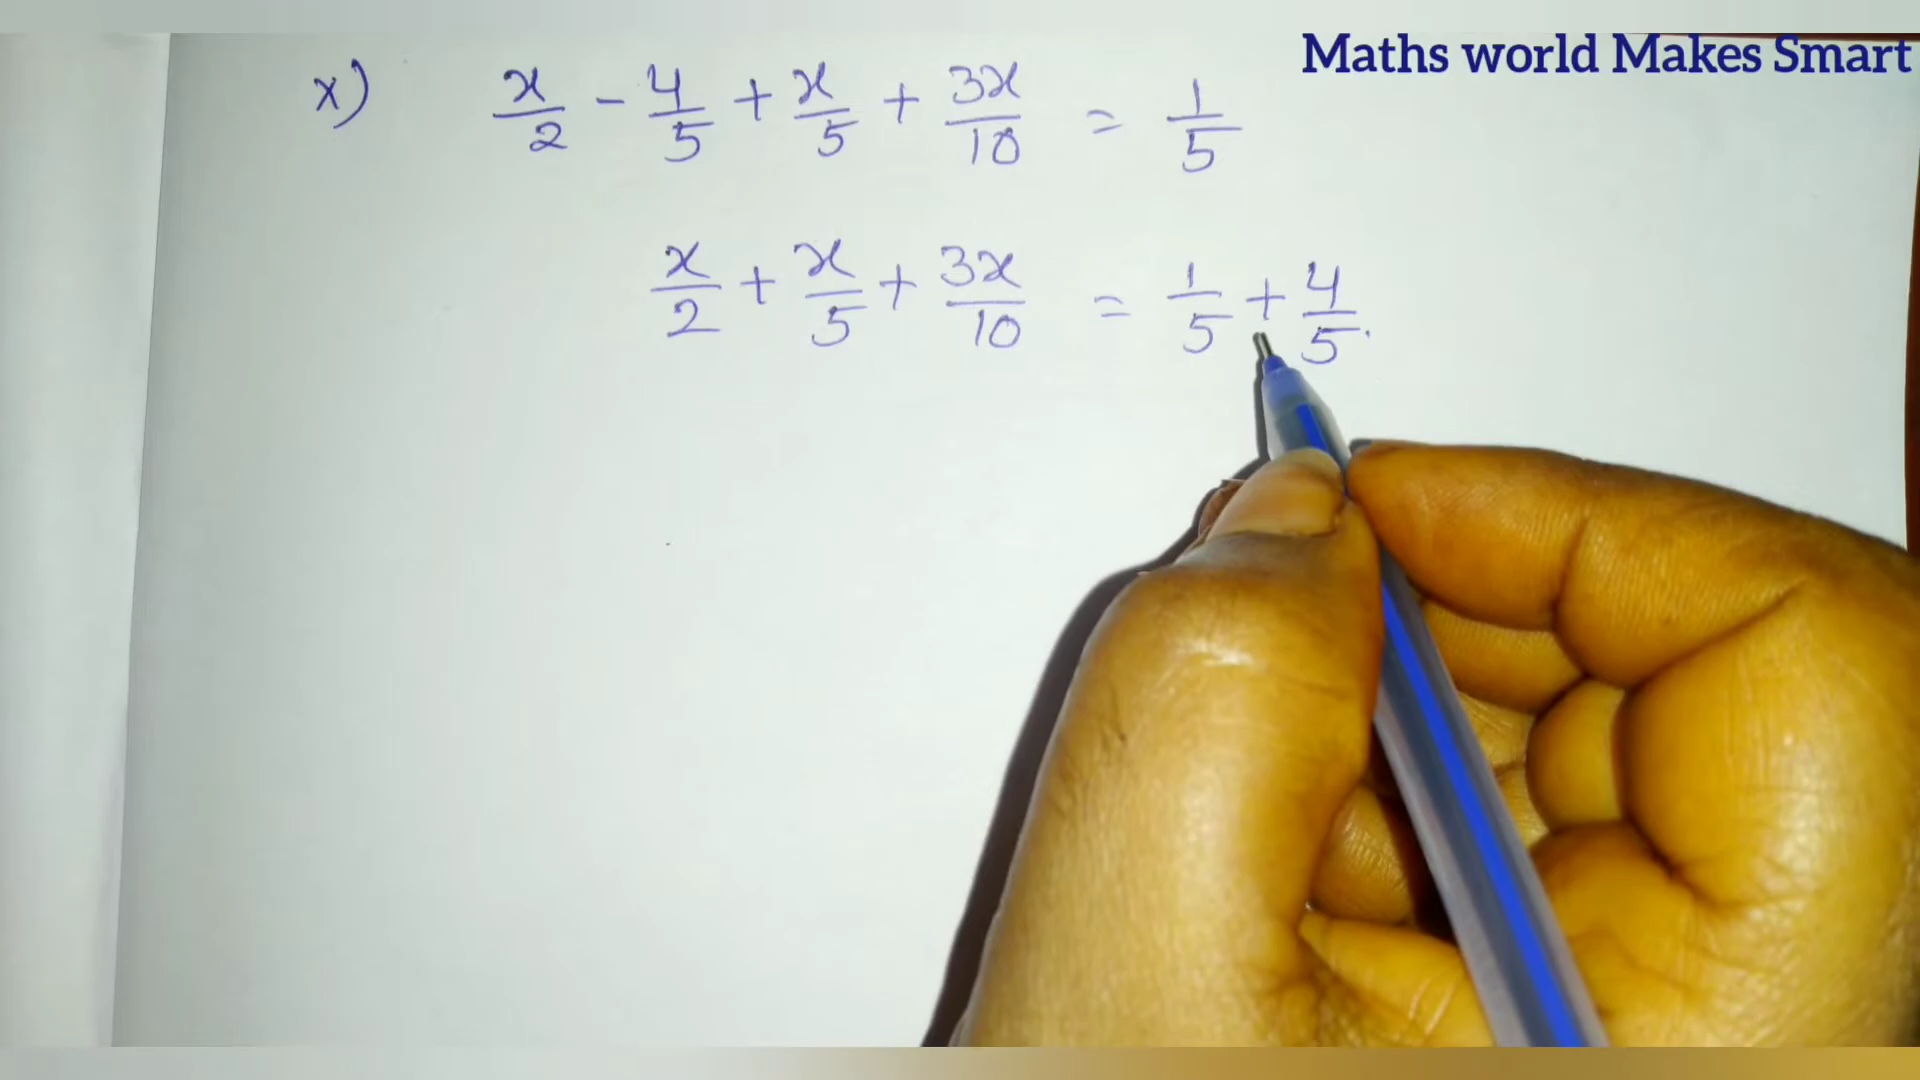 Maths world Makes Smart
x) x/2 - 4/5 + x/5 + 3x/10 = 1/5
x/2 + x/5 + 3x/10 = 1/5 + 4/5.